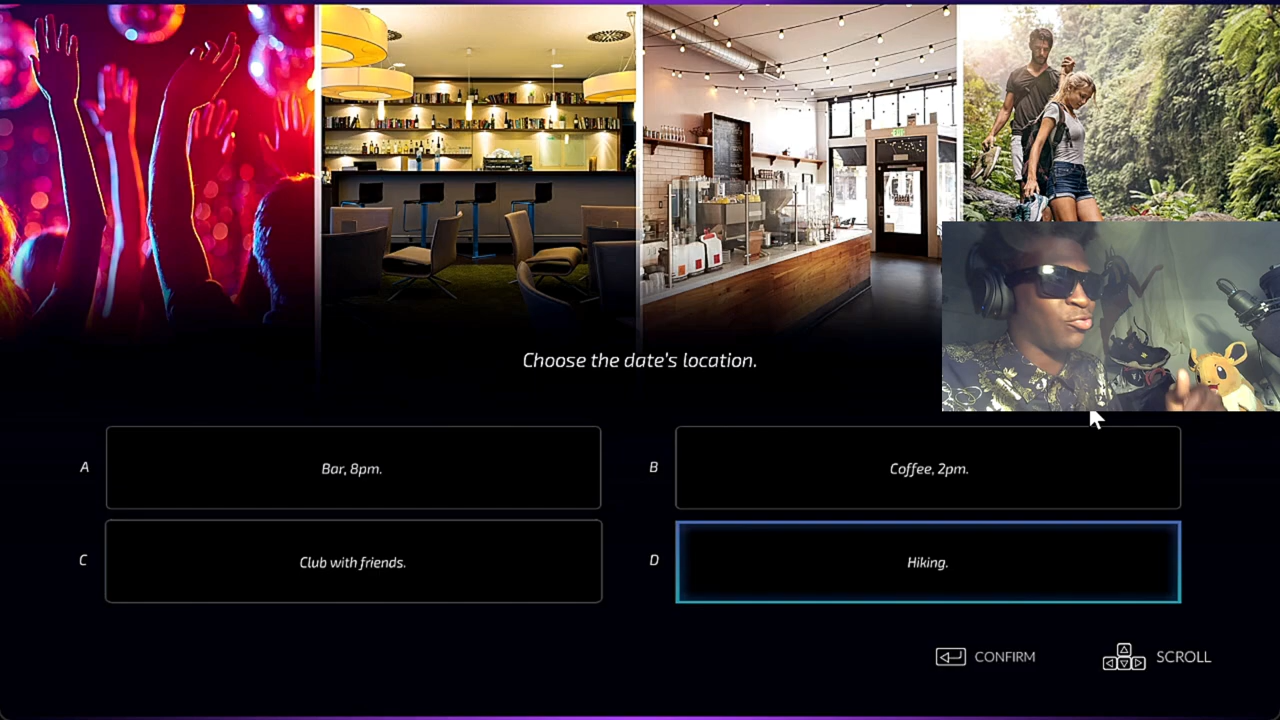 Choose the date's location.
A
Bar, 8pm.
B
Coffee, 2pm.
C
Club with friends.
D
Hiking.
CONFIRM
SCROLL